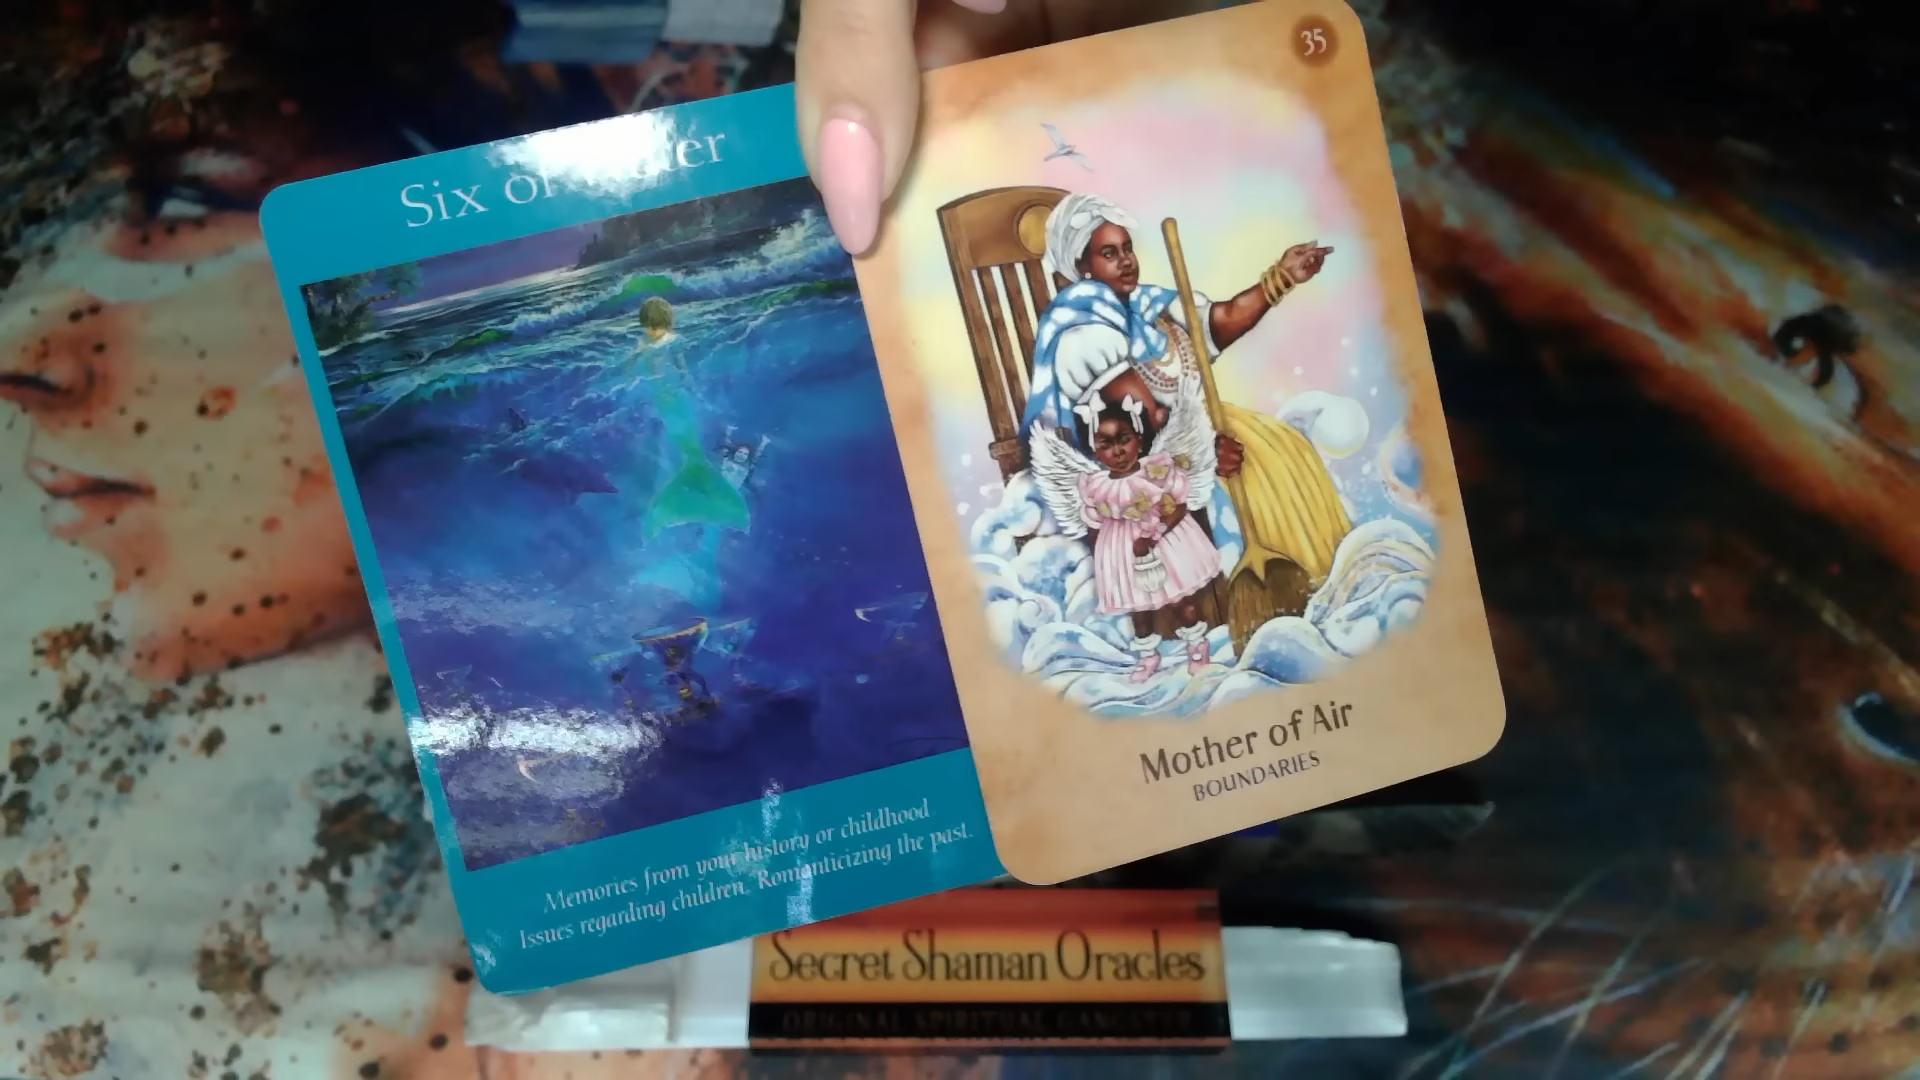 Six of
35
Memories from your history or childhood
Issues regarding children. Romanticizing the past.
Mother of Air
BOUNDARIES
Secret Shaman Oracles
ORIGINAL SPIRITUAL GANGSTER